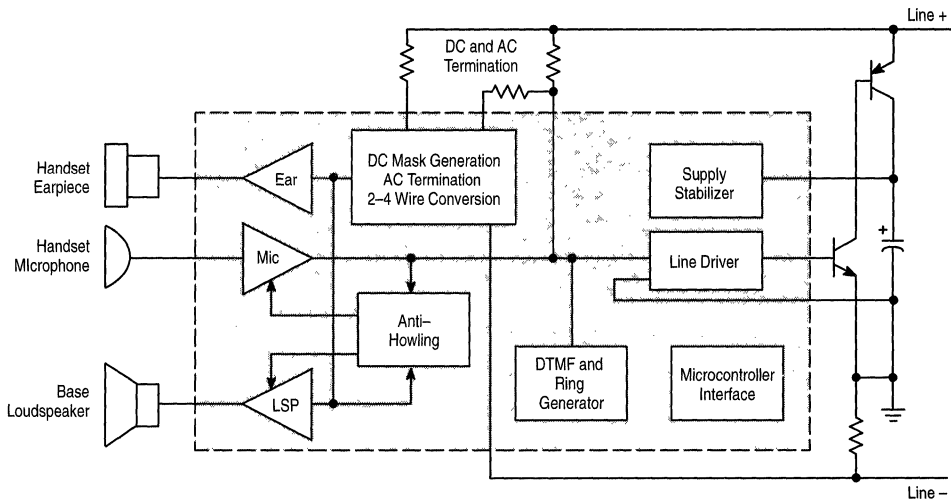 Line +
DC and AC
Termination
Handset
Earpiece
Ear
DC Mask Generation
AC Termination
2–4 Wire Conversion
Supply
Stabilizer
+
Handset
MIcrophone
Mic
Line Driver
Anti–
Howling
DTMF and
Ring
Generator
Microcontroller
Interface
Base
Loudspeaker
LSP
Line –